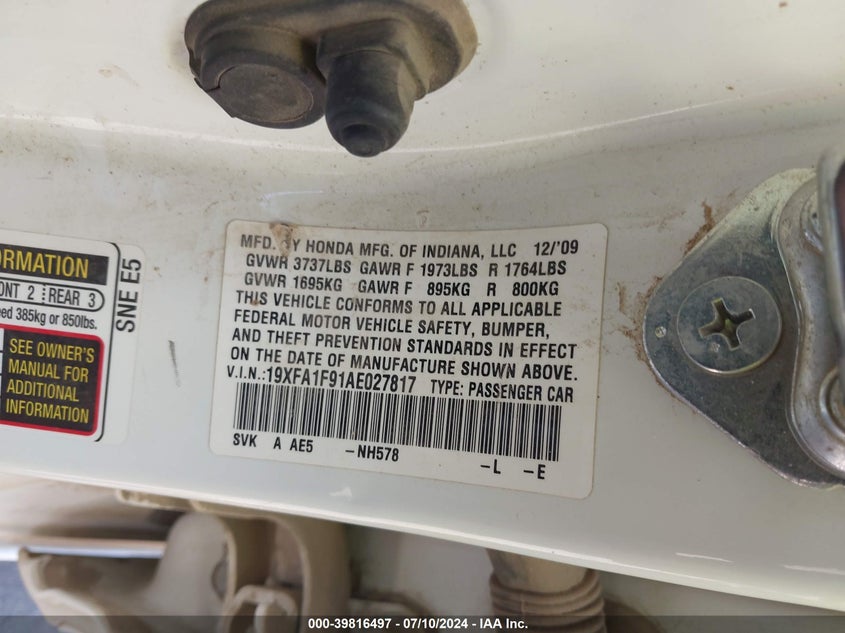 ORMATION
ONT 2 REAR 3
eed 385kg or 850lbs.
SEE OWNER'S
MANUAL FOR
ADDITIONAL
INFORMATION
SNE E5
MFD. BY HONDA MFG. OF INDIANA, LLC 12/'09
GVWR 3737LBS GAWR F 1973LBS R 1764LBS
GVWR 1695KG GAWR F 895KG R 800KG
THIS VEHICLE CONFORMS TO ALL APPLICABLE
FEDERAL MOTOR VEHICLE SAFETY, BUMPER,
AND THEFT PREVENTION STANDARDS IN EFFECT
ON THE DATE OF MANUFACTURE SHOWN ABOVE.
V.I.N.:19XFA1F91AE027817 TYPE: PASSENGER CAR
SVK A AE5 -NH578 -L -E
000-39816497 - 07/10/2024 - IAA Inc.